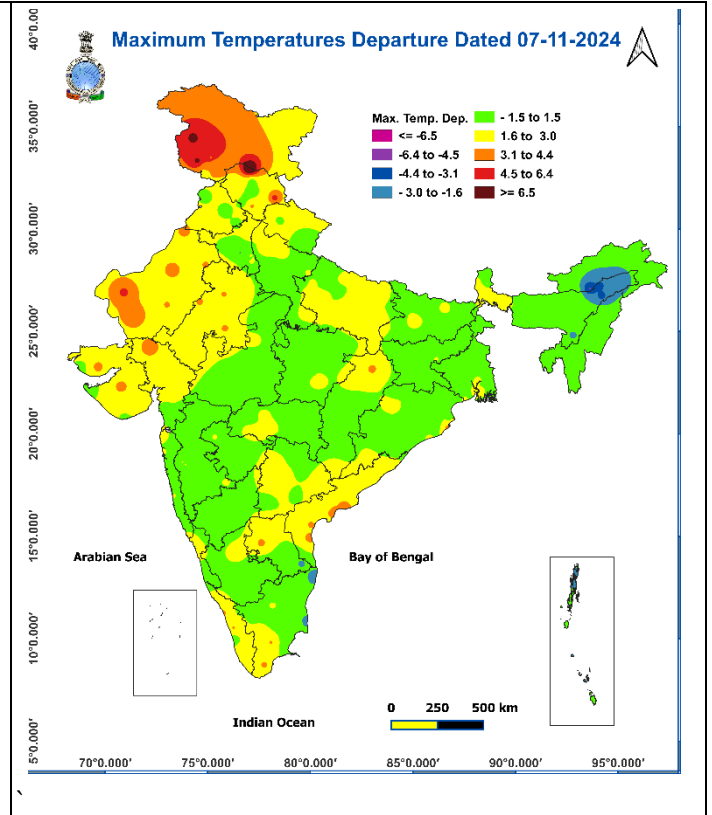 Maximum Temperatures Departure Dated 07-11-2024
Max. Temp. Dep.
<= -6.5
-6.4 to -4.5
-4.4 to -3.1
- 3.0 to -1.6
- 1.5 to 1.5
1.6 to 3.0
3.1 to 4.4
4.5 to 6.4
>= 6.5
40°0.000'
35°0.000'
30°0.000'
25°0.000'
20°0.000'
15°0.000'
10°0.000'
5°0.000'
Arabian Sea
Bay of Bengal
Indian Ocean
0 250 500 km
70°0.000' 75°0.000' 80°0.000' 85°0.000' 90°0.000' 95°0.000'
`